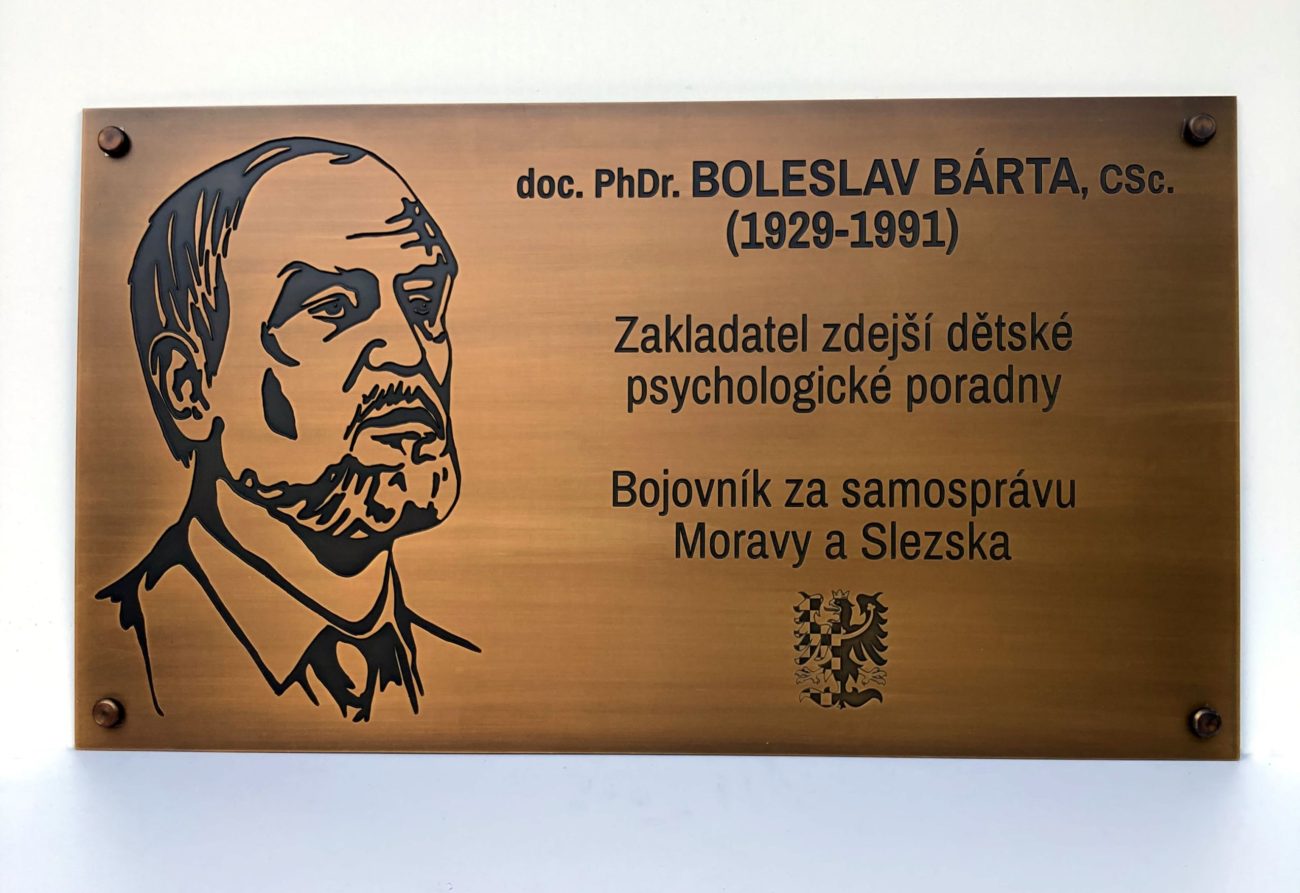 doc. PhDr. BOLESLAV BÁRTA, CSc.
(1929-1991)
Zakladatel zdejší dětské
psychologické poradny
Bojovník za samosprávu
Moravy a Slezska